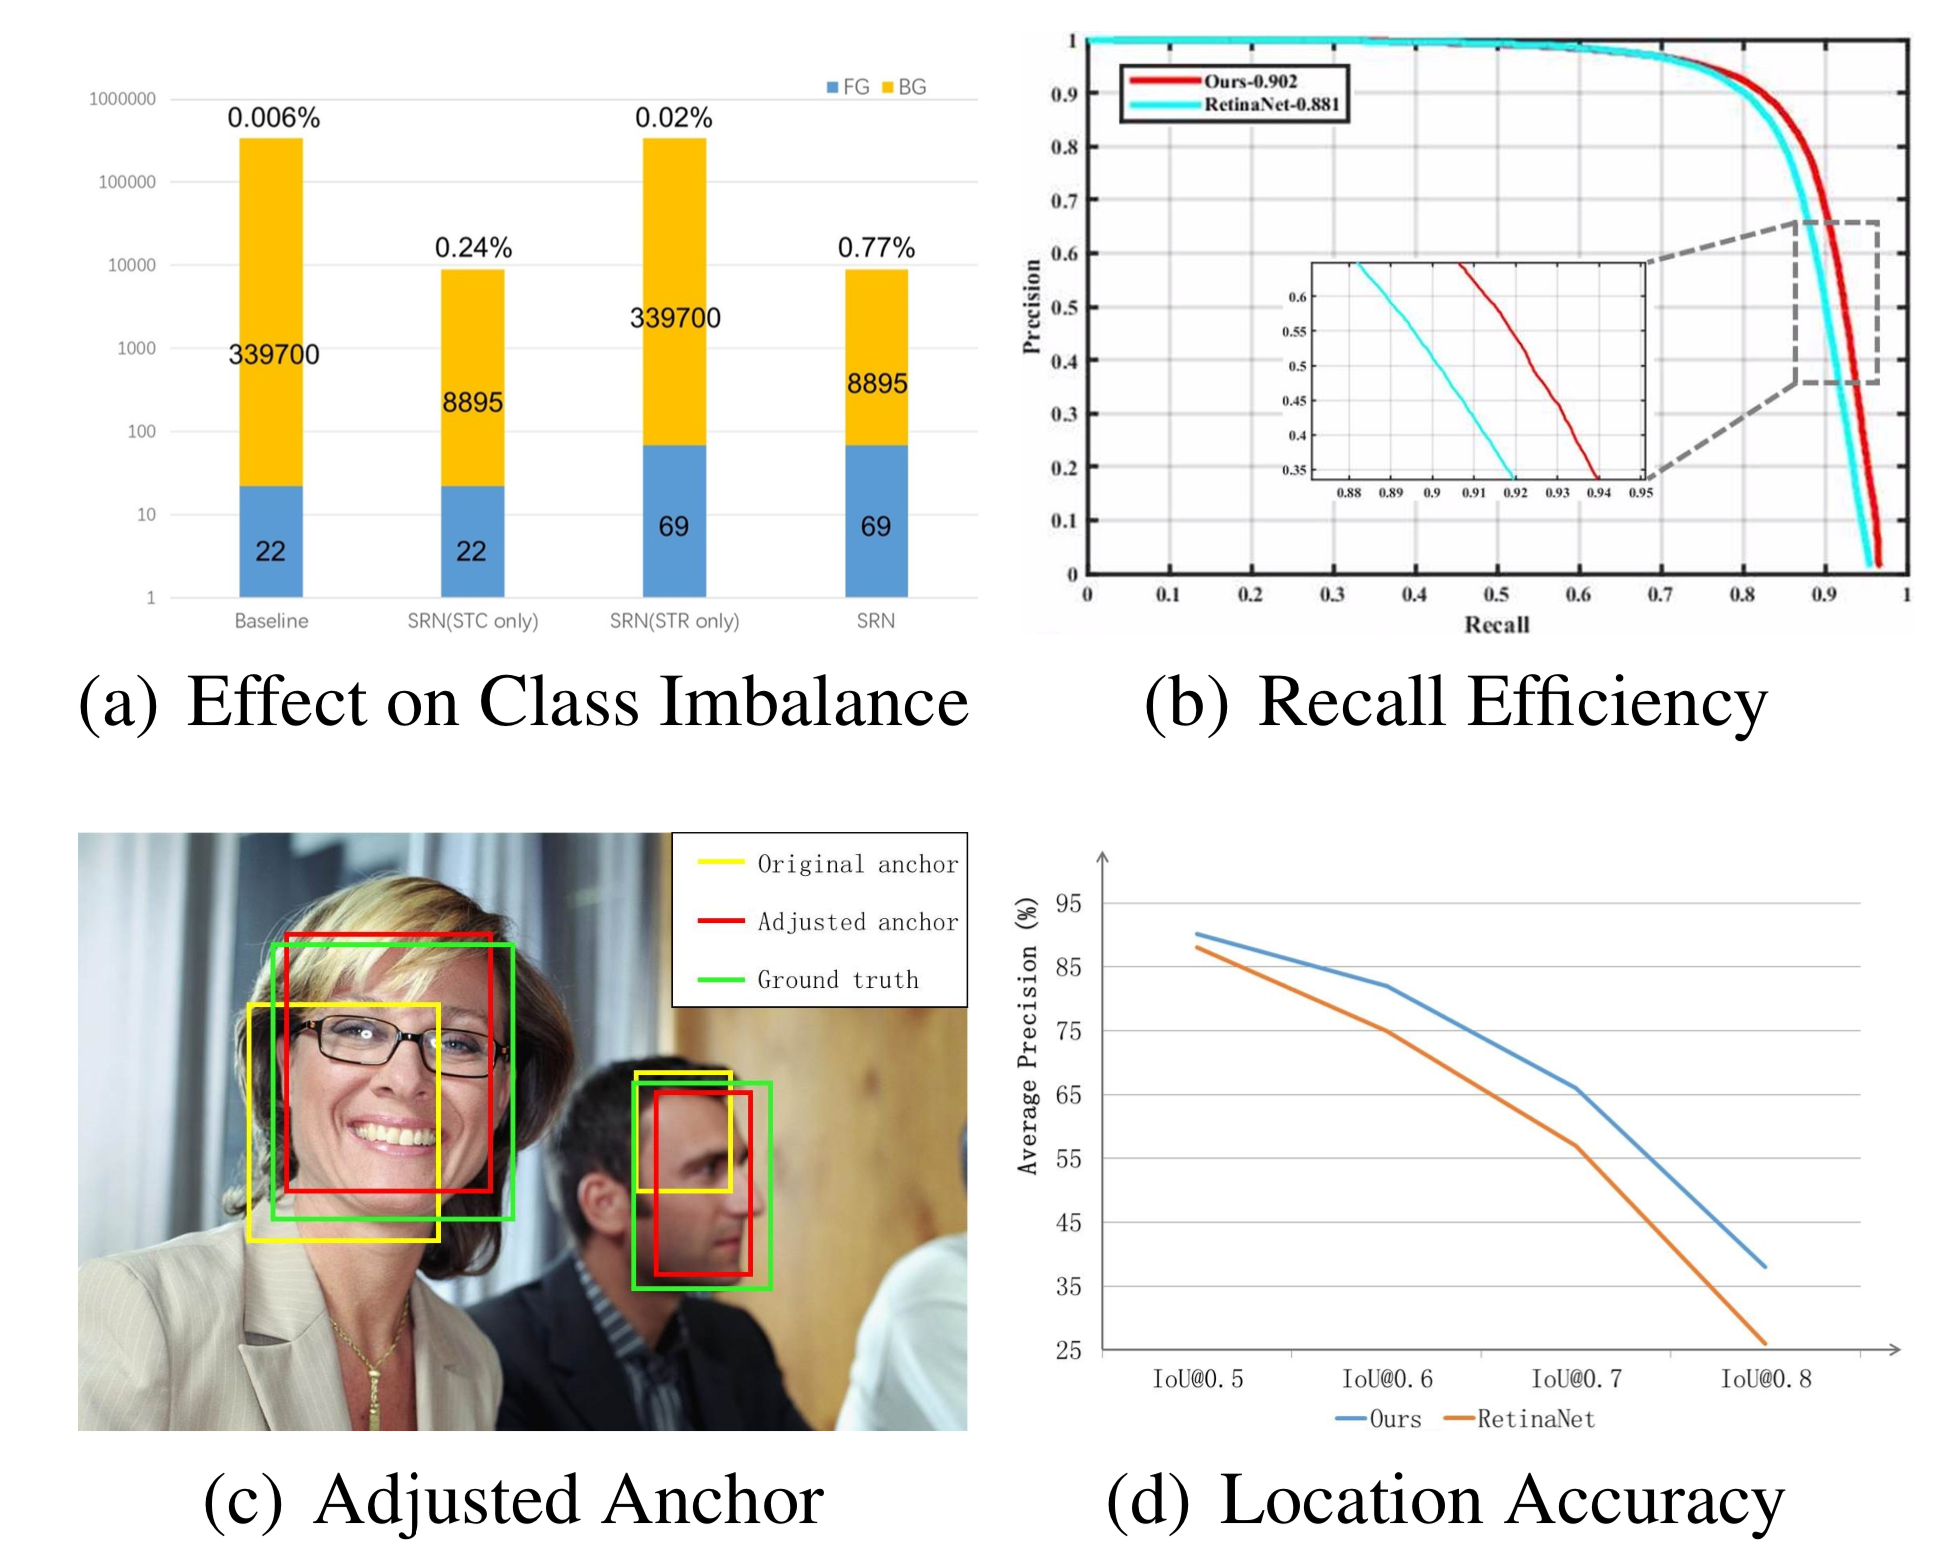 FG BG
1000000
100000
10000
1000
100
10
1
0.006%
0.24%
0.02%
0.77%
339700
8895
339700
8895
22
22
69
69
Baseline
SRN(STC only)
SRN(STR only)
SRN
(a) Effect on Class Imbalance
Ours-0.902
RetinaNet-0.881
Precision
1
0.9
0.8
0.7
0.6
0.5
0.4
0.3
0.2
0.1
0
0 0.1 0.2 0.3 0.4 0.5 0.6 0.7 0.8 0.9 1
Recall
0.6
0.55
0.5
0.45
0.4
0.35
0.88 0.89 0.9 0.91 0.92 0.93 0.94 0.95
(b) Recall Efficiency
Original anchor
Adjusted anchor
Ground truth
(c) Adjusted Anchor
Average Precision (%)
95
85
75
65
55
45
35
25
IoU@0.5 IoU@0.6 IoU@0.7 IoU@0.8
Ours RetinaNet
(d) Location Accuracy